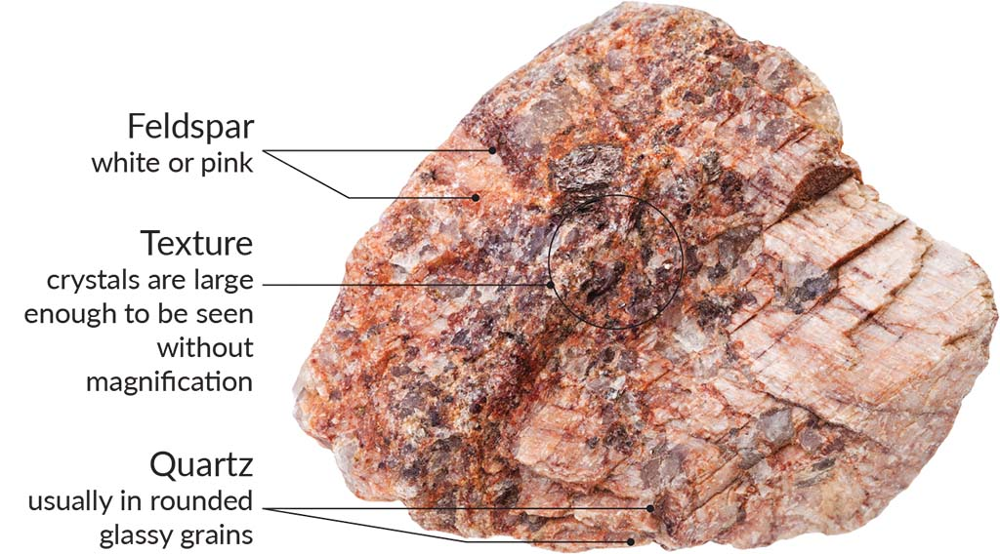 Feldspar
white or pink
Texture
crystals are large
enough to be seen
without
magnification
Quartz
usually in rounded
glassy grains